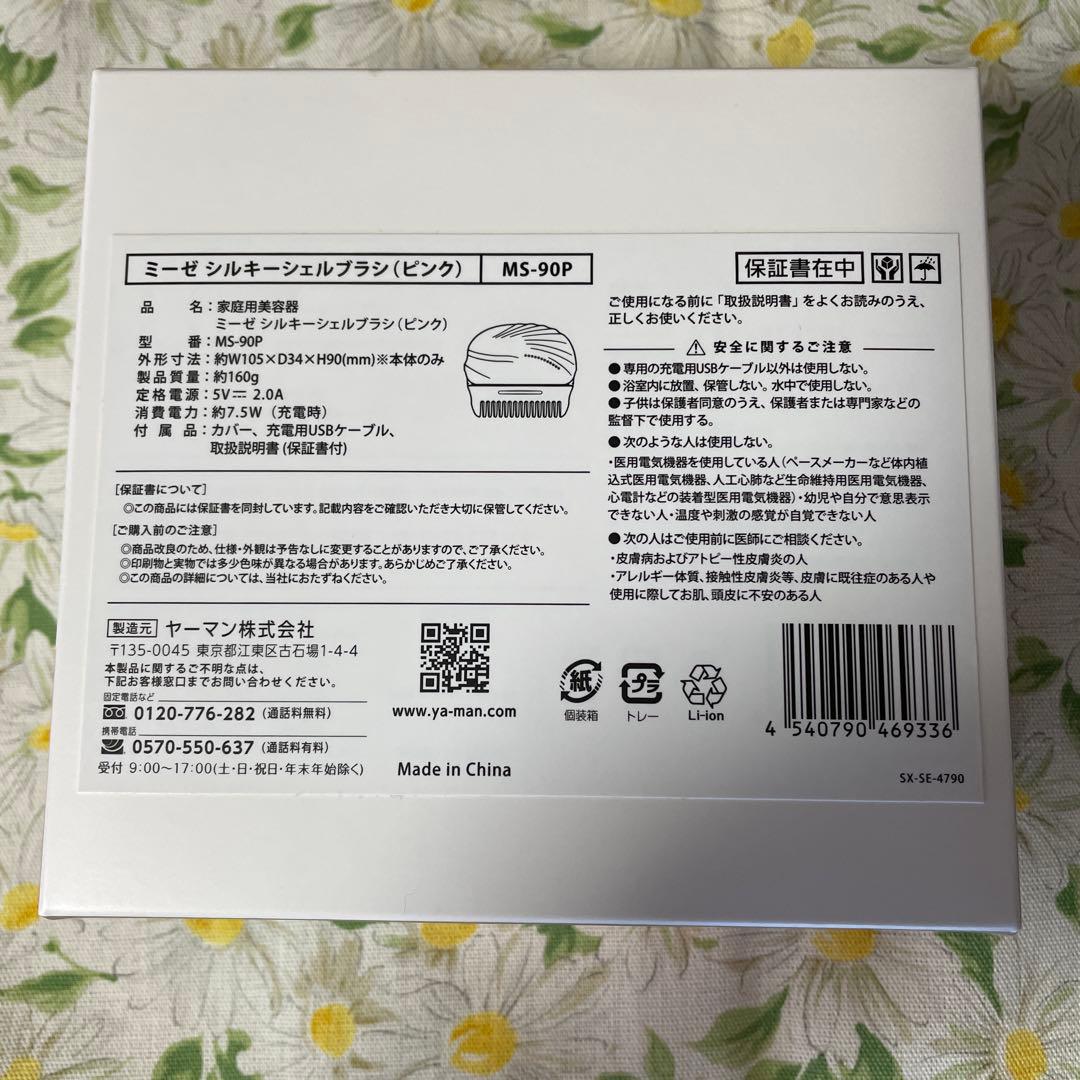 ミーゼ シルキーシェルブラシ（ピンク） MS-90P
品 名：家庭用美容器
ミーゼ シルキーシェルブラシ（ピンク）
型 番：MS-90P
外形寸法：約W105×D34×H90(mm)※本体のみ
製品質量：約160g
定格電源：5V⎓2.0A
消費電力：約7.5W（充電時）
付属品：カバー、充電用USBケーブル、
取扱説明書(保証書付)
[保証書について]
◎この商品には保証書を同封しています。記載内容をご確認いただき大切に保管してください。
[ご購入前のご注意]
◎商品改良のため、仕様・外観は予告なしに変更することがありますので、ご了承ください。
◎印刷物と実物では多少色味が異なる場合があります。あらかじめご了承ください。
◎この商品の詳細については、当社におたずねください。
製造元 ヤーマン株式会社
〒135-0045 東京都江東区古石場1-4-4
本製品に関するご不明な点は、
下記お客様窓口までお問い合わせください。
固定電話など
0120-776-282（通話料無料）
携帯電話
0570-550-637（通話料有料）
受付 9:00〜17:00(土・日・祝日・年末年始除く)
www.ya-man.com
Made in China
保証書在中
ご使用になる前に「取扱説明書」をよくお読みのうえ、
正しくお使いください。
安全に関するご注意
●専用の充電用USBケーブル以外は使用しない。
●浴室内に放置、保管しない。水中で使用しない。
●子供は保護者同意のうえ、保護者または専門家などの
監督下で使用する。
●次のような人は使用しない。
・医用電気機器を使用している人（ペースメーカーなど体内植
込式医用電気機器、人工心肺など生命維持用医用電気機器、
心電計などの装着型医用電気機器）・幼児や自分で意思表示
できない人・温度や刺激の感覚が自覚できない人
●次の人はご使用前に医師にご相談ください。
・皮膚病およびアトピー性皮膚炎の人
・アレルギー体質、接触性皮膚炎等、皮膚に既往症のある人や
使用に際してお肌、頭皮に不安のある人
紙
個装箱
プラ
トレー
Li-ion
4 540790 469336
SX-SE-4790